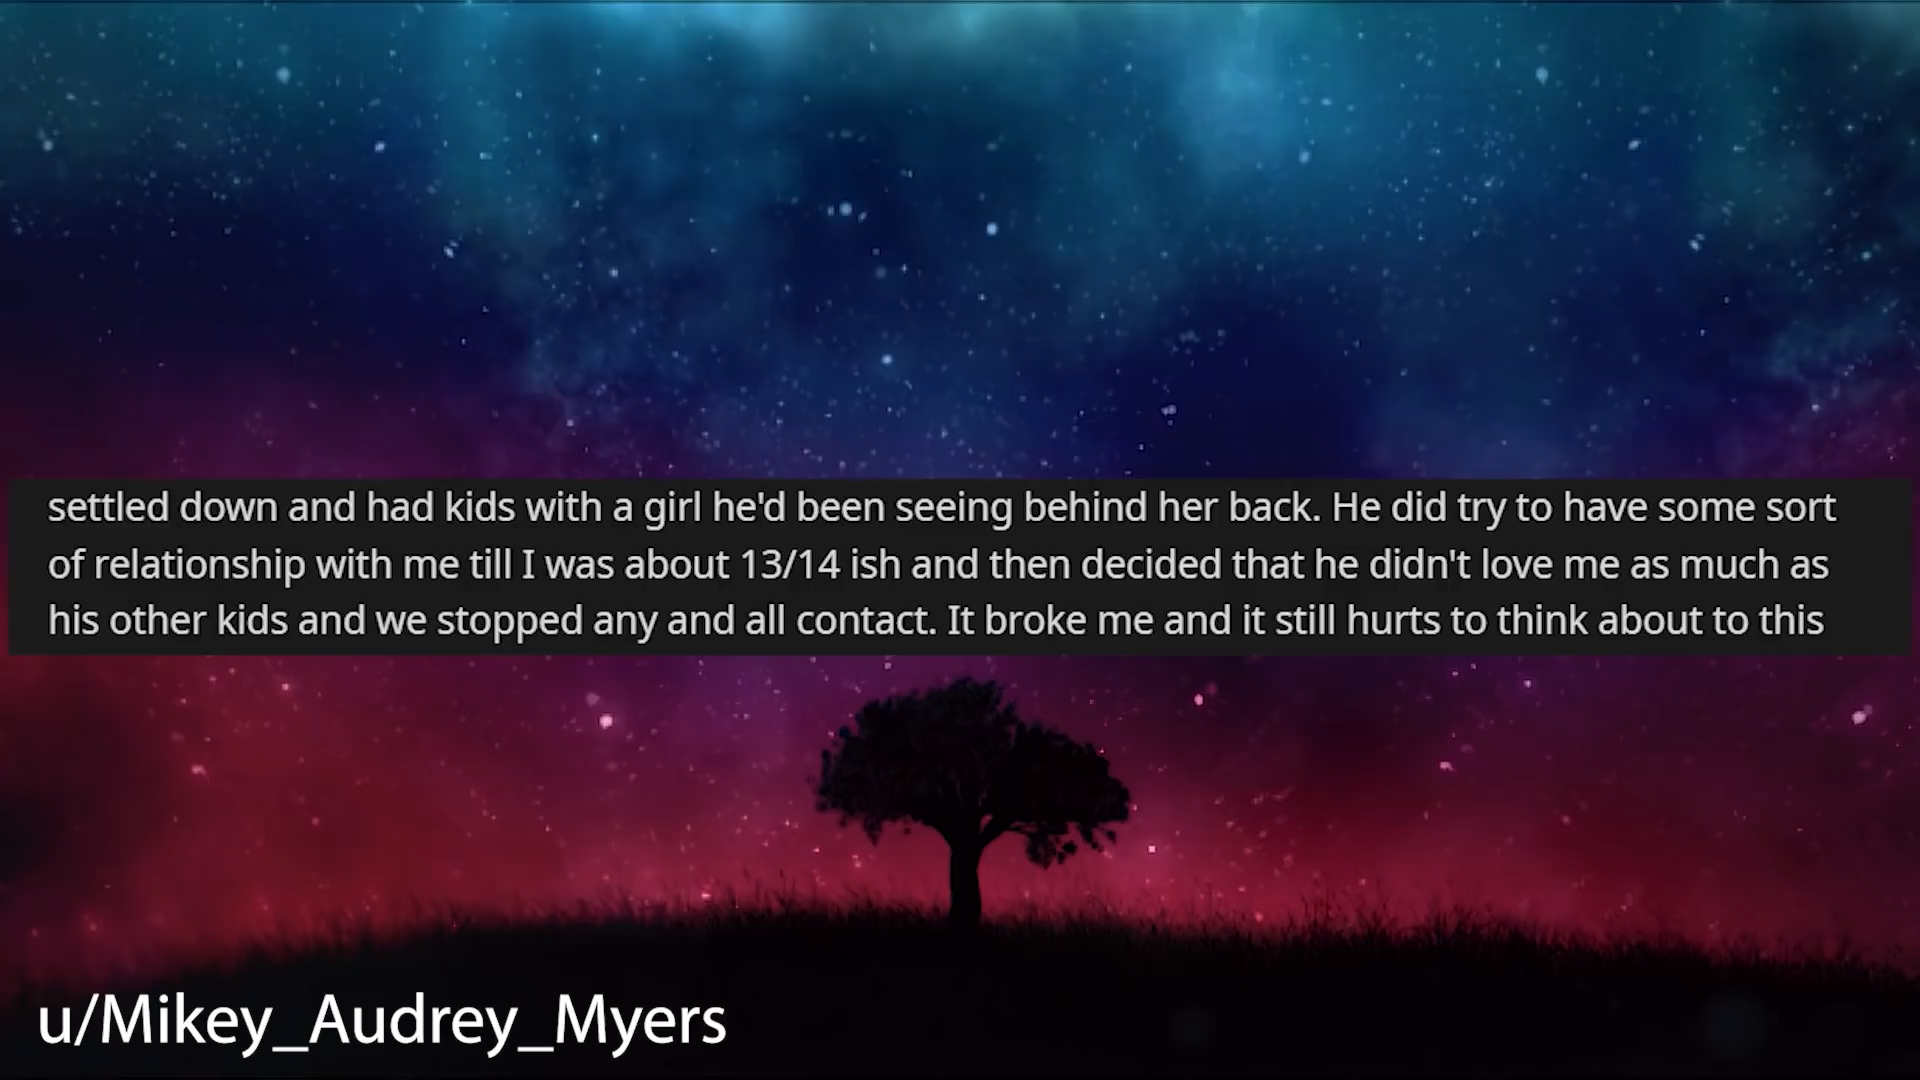 settled down and had kids with a girl he'd been seeing behind her back. He did try to have some sort
of relationship with me till I was about 13/14 ish and then decided that he didn't love me as much as
his other kids and we stopped any and all contact. It broke me and it still hurts to think about to this
u/Mikey_Audrey_Myers